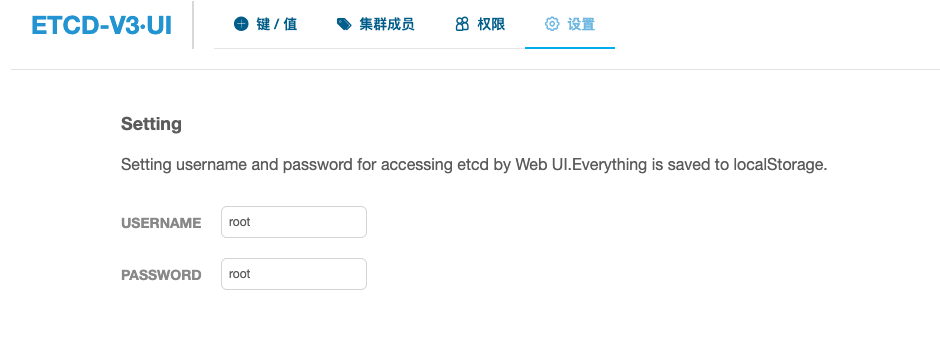 ETCD-V3·UI
键 / 值
集群成员
权限
设置
Setting
Setting username and password for accessing etcd by Web UI.Everything is saved to localStorage.
USERNAME root
PASSWORD root